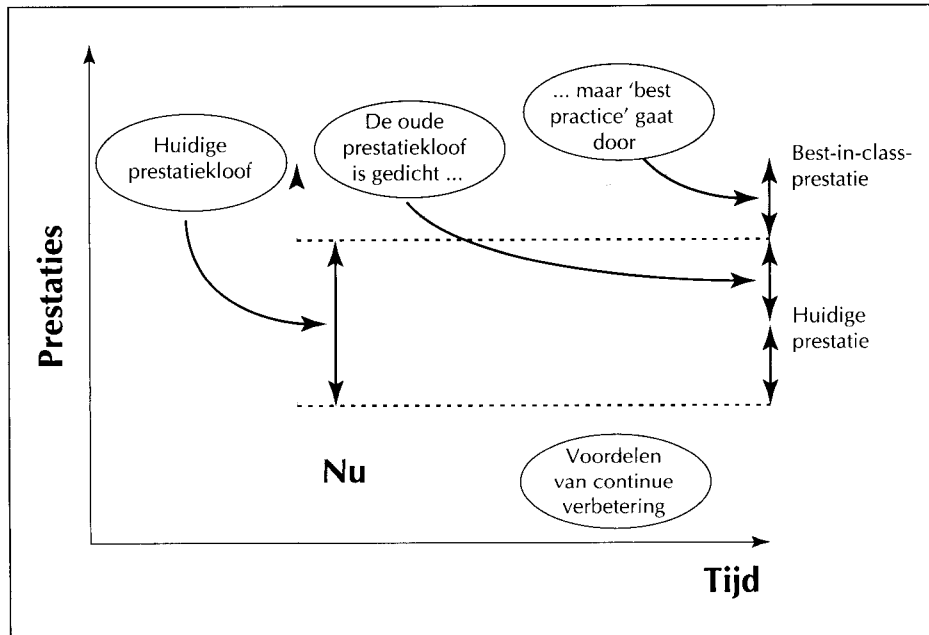 Prestaties
Huidige
prestatiekloof
De oude
prestatiekloof
is gedicht ...
... maar 'best
practice' gaat
door
Best-in-class-
prestatie
Huidige
prestatie
Nu
Voordelen
van continue
verbetering
Tijd